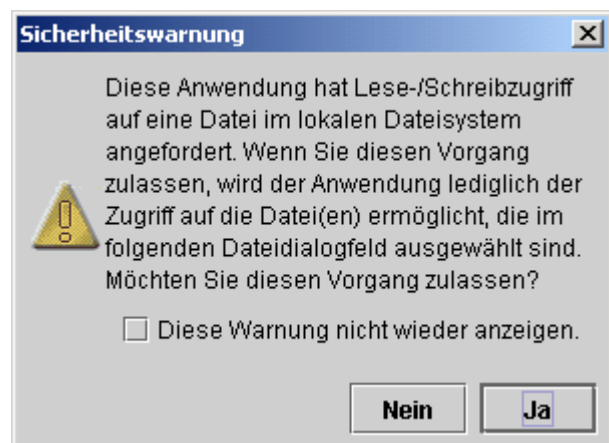 Sicherheitswarnung
Diese Anwendung hat Lese-/Schreibzugriff
auf eine Datei im lokalen Dateisystem
angefordert. Wenn Sie diesen Vorgang
zulassen, wird der Anwendung lediglich der
Zugriff auf die Datei(en) ermöglicht, die im
folgenden Dateidialogfeld ausgewählt sind.
Möchten Sie diesen Vorgang zulassen?
Diese Warnung nicht wieder anzeigen.
Nein Ja